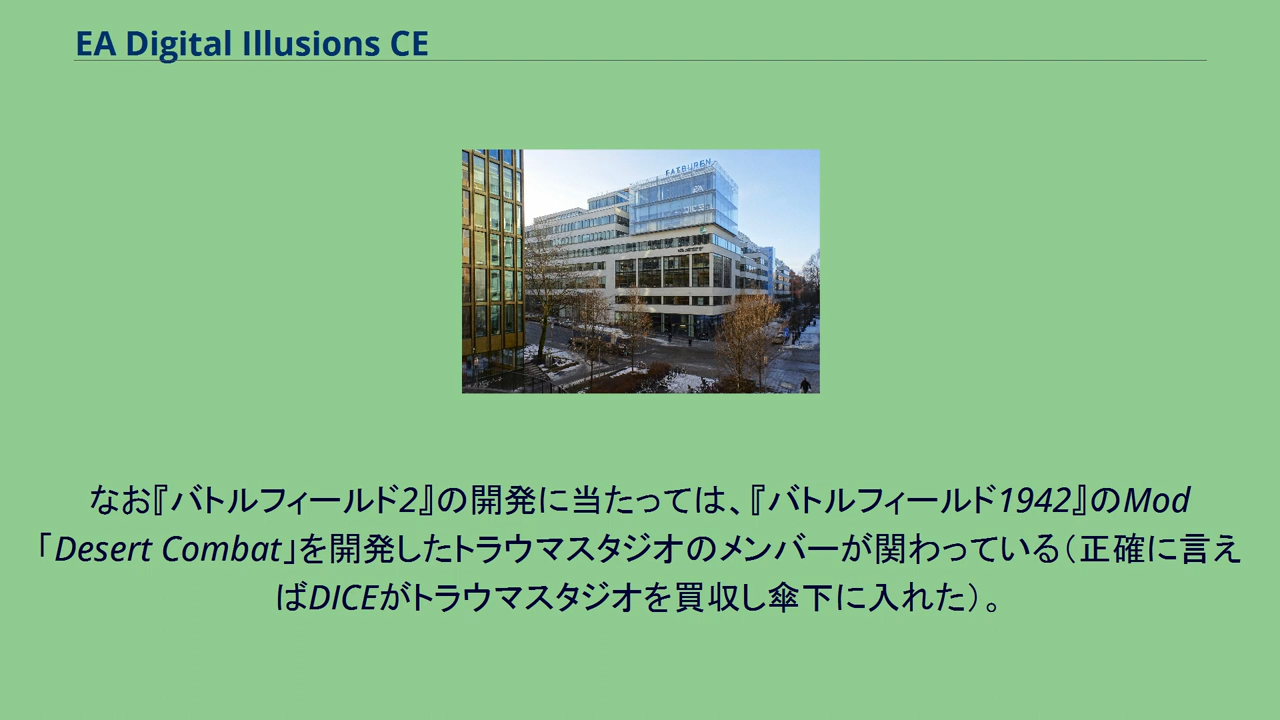 EA Digital Illusions CE
FATBUREN
EA
DICE
なお『バトルフィールド2』の開発に当たっては、『バトルフィールド1942』のMod
「Desert Combat」を開発したトラウマスタジオのメンバーが関わっている（正確に言え
ばDICEがトラウマスタジオを買収し傘下に入れた）。